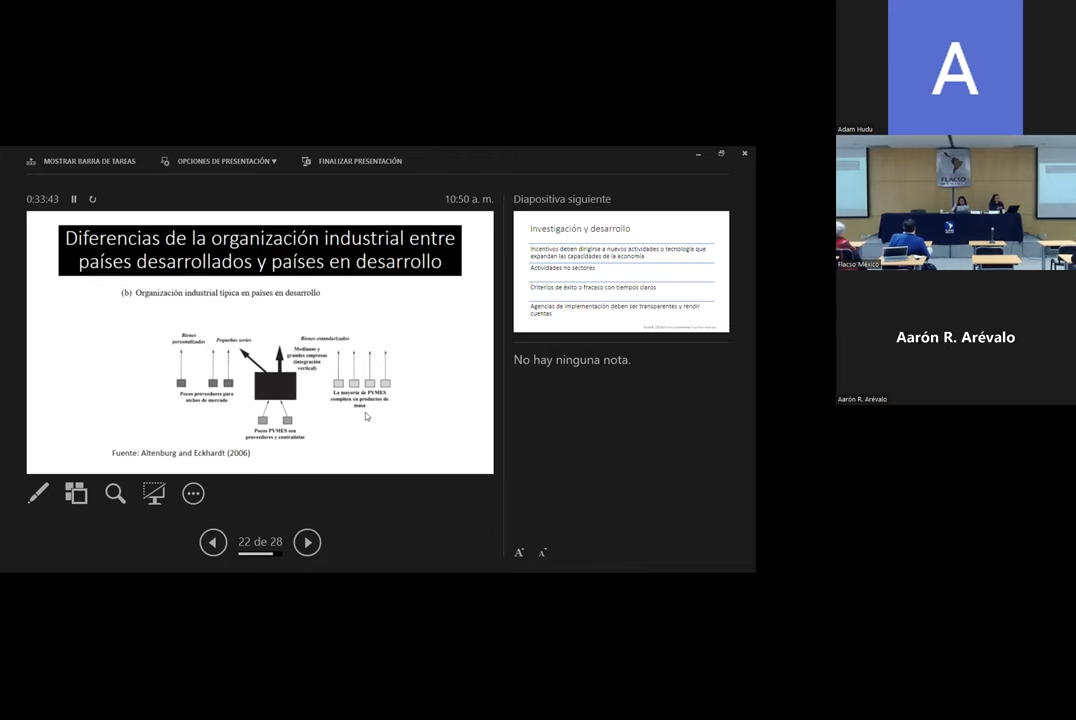 MOSTRAR BARRA DE TAREAS
OPCIONES DE PRESENTACIÓN ▼
FINALIZAR PRESENTACIÓN
0:33:43
10:50 a. m.
Diferencias de la organización industrial entre
países desarrollados y países en desarrollo
(b) Organización industrial típica en países en desarrollo
Bienes
personalizados
Pequeñas series
Bienes estandarizados
Medianas y
grandes empresas
(integración
vertical)
Pocos proveedores para
nichos de mercado
La mayoría de PYMES
compiten en productos de
masa
Pocos PYMES son
proveedores y contratistas
Fuente: Altenburg and Eckhardt (2006)
22 de 28
Diapositiva siguiente
Investigación y desarrollo
Incentivos deben dirigirse a nuevos actividades o tecnología que
expandan las capacidades de la economía
Actividades no sectores
Criterios de éxito o fracaso con tiempos claros
Agencias de implementación deben ser transparentes y rendir
cuentas
No hay ninguna nota.
A
Adam Hudu
FLACSO
Flacso México
Aarón R. Arévalo
Aarón R. Arévalo